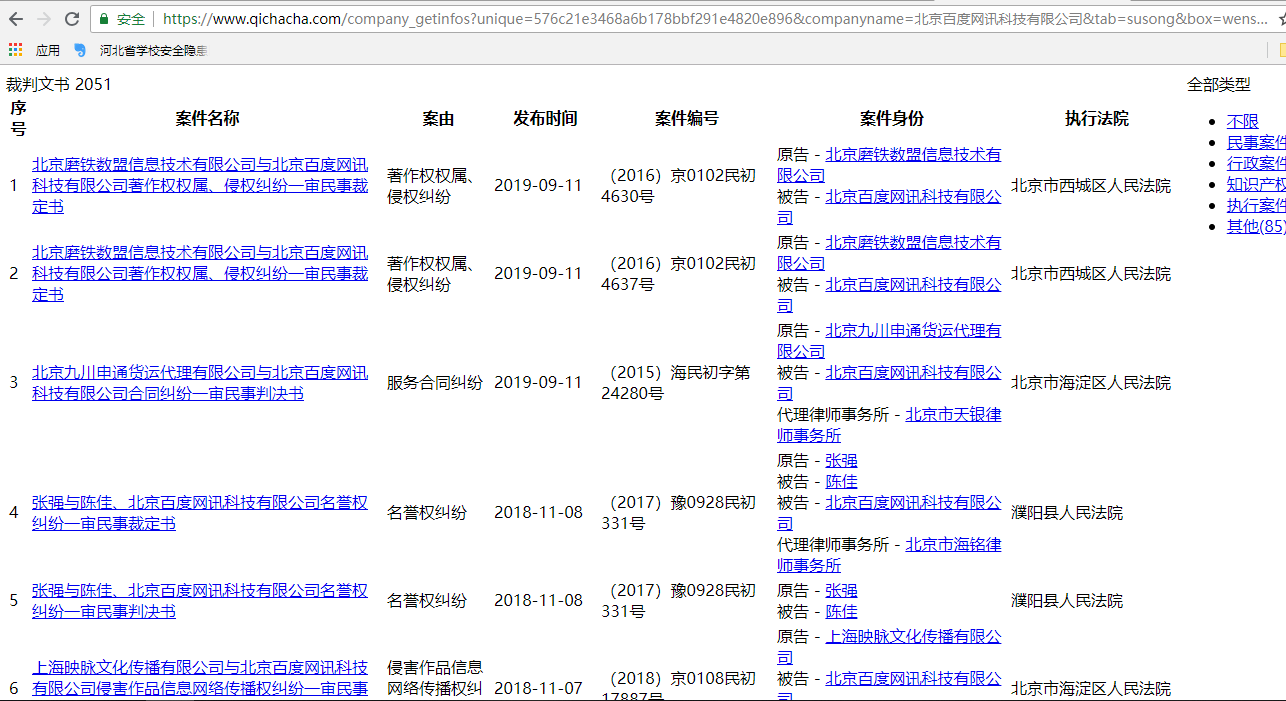 安全 https://www.qichacha.com/company_getinfos?unique=576c21e3468a6b178bbf291e4820e896&companyname=北京百度网讯科技有限公司&tab=susong&box=wens...
应用 河北省学校安全隐患
裁判文书 2051 全部类型
序号 案件名称 案由 发布时间 案件编号 案件身份 执行法院
不限
民事案件
行政案件
知识产权
执行案件
其他(85)
1
北京磨铁数盟信息技术有限公司与北京百度网讯
科技有限公司著作权权属、侵权纠纷一审民事裁
定书
著作权权属、
侵权纠纷
2019-09-11
（2016）京0102民初
4630号
原告 - 北京磨铁数盟信息技术有
限公司
被告 - 北京百度网讯科技有限公
司
北京市西城区人民法院
2
北京磨铁数盟信息技术有限公司与北京百度网讯
科技有限公司著作权权属、侵权纠纷一审民事裁
定书
著作权权属、
侵权纠纷
2019-09-11
（2016）京0102民初
4637号
原告 - 北京磨铁数盟信息技术有
限公司
被告 - 北京百度网讯科技有限公
司
北京市西城区人民法院
3
北京九川申通货运代理有限公司与北京百度网讯
科技有限公司合同纠纷一审民事判决书
服务合同纠纷
2019-09-11
（2015）海民初字第
24280号
原告 - 北京九川申通货运代理有
限公司
被告 - 北京百度网讯科技有限公
司
代理律师事务所 - 北京市天银律
师事务所
北京市海淀区人民法院
4
张强与陈佳、北京百度网讯科技有限公司名誉权
纠纷一审民事裁定书
名誉权纠纷
2018-11-08
（2017）豫0928民初
331号
原告 - 张强
被告 - 陈佳
被告 - 北京百度网讯科技有限公
司
代理律师事务所 - 北京市海铭律
师事务所
濮阳县人民法院
5
张强与陈佳、北京百度网讯科技有限公司名誉权
纠纷一审民事判决书
名誉权纠纷
2018-11-08
（2017）豫0928民初
331号
原告 - 张强
被告 - 陈佳
濮阳县人民法院
6
上海映脉文化传播有限公司与北京百度网讯科技
有限公司侵害作品信息网络传播权纠纷一审民事
侵害作品信息
网络传播权纠
2018-11-07
（2018）京0108民初
17887号
原告 - 上海映脉文化传播有限公
司
被告 - 北京百度网讯科技有限公
司
北京市海淀区人民法院